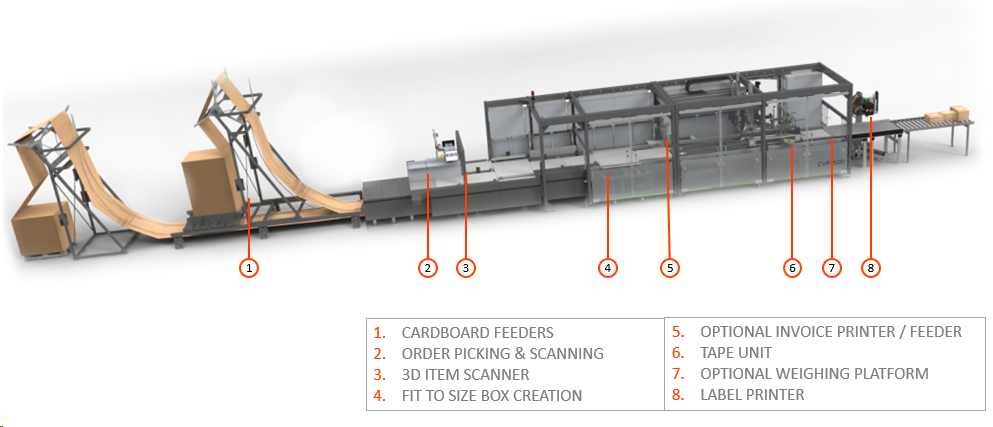 1
2
3
4
5
6
7
8
1. CARDBOARD FEEDERS
2. ORDER PICKING & SCANNING
3. 3D ITEM SCANNER
4. FIT TO SIZE BOX CREATION
5. OPTIONAL INVOICE PRINTER / FEEDER
6. TAPE UNIT
7. OPTIONAL WEIGHING PLATFORM
8. LABEL PRINTER